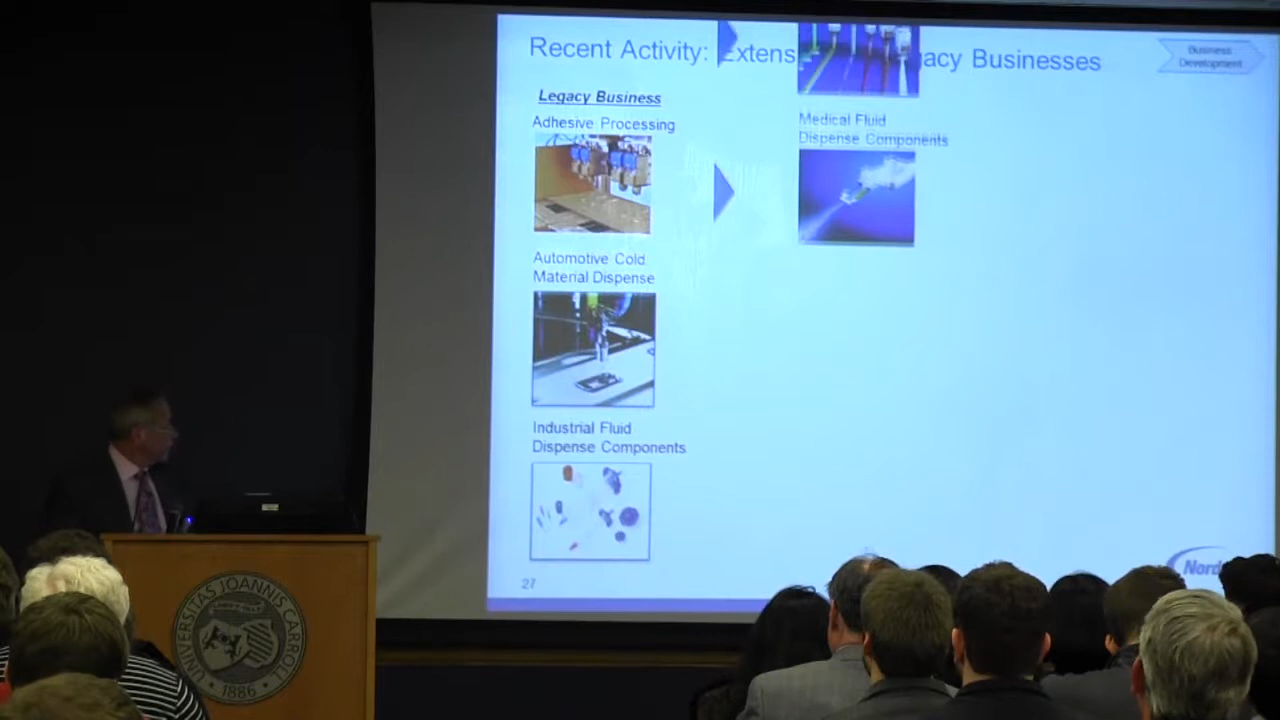 Recent Activity: Extens acy Businesses
Business
Development
Legacy Business
Adhesive Processing
Medical Fluid
Dispense Components
Automotive Cold
Material Dispense
Industrial Fluid
Dispense Components
27
Nord
UNIVERSITAS JOANNIS CARROLL
1886